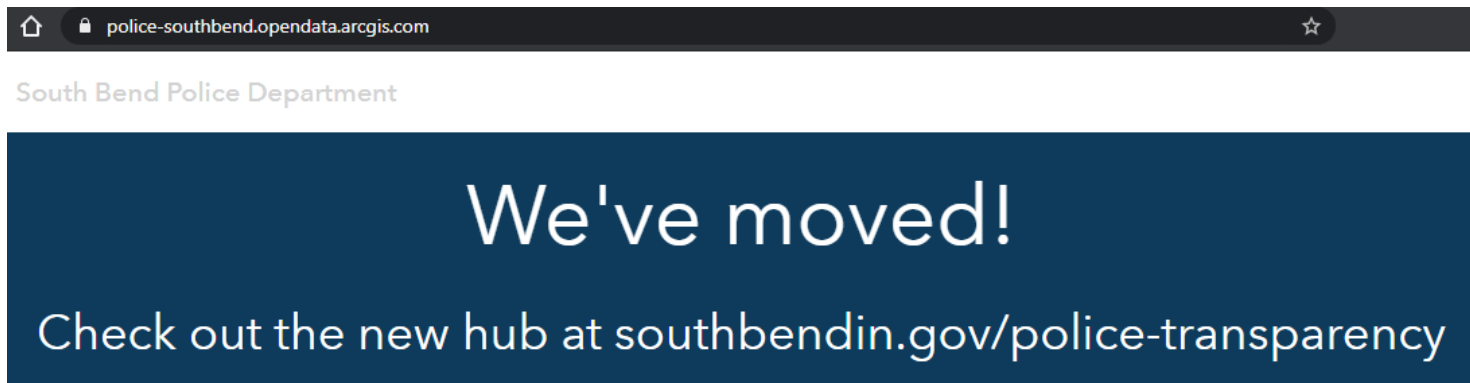 police-southbend.opendata.arcgis.com
South Bend Police Department
We've moved!
Check out the new hub at southbendin.gov/police-transparency